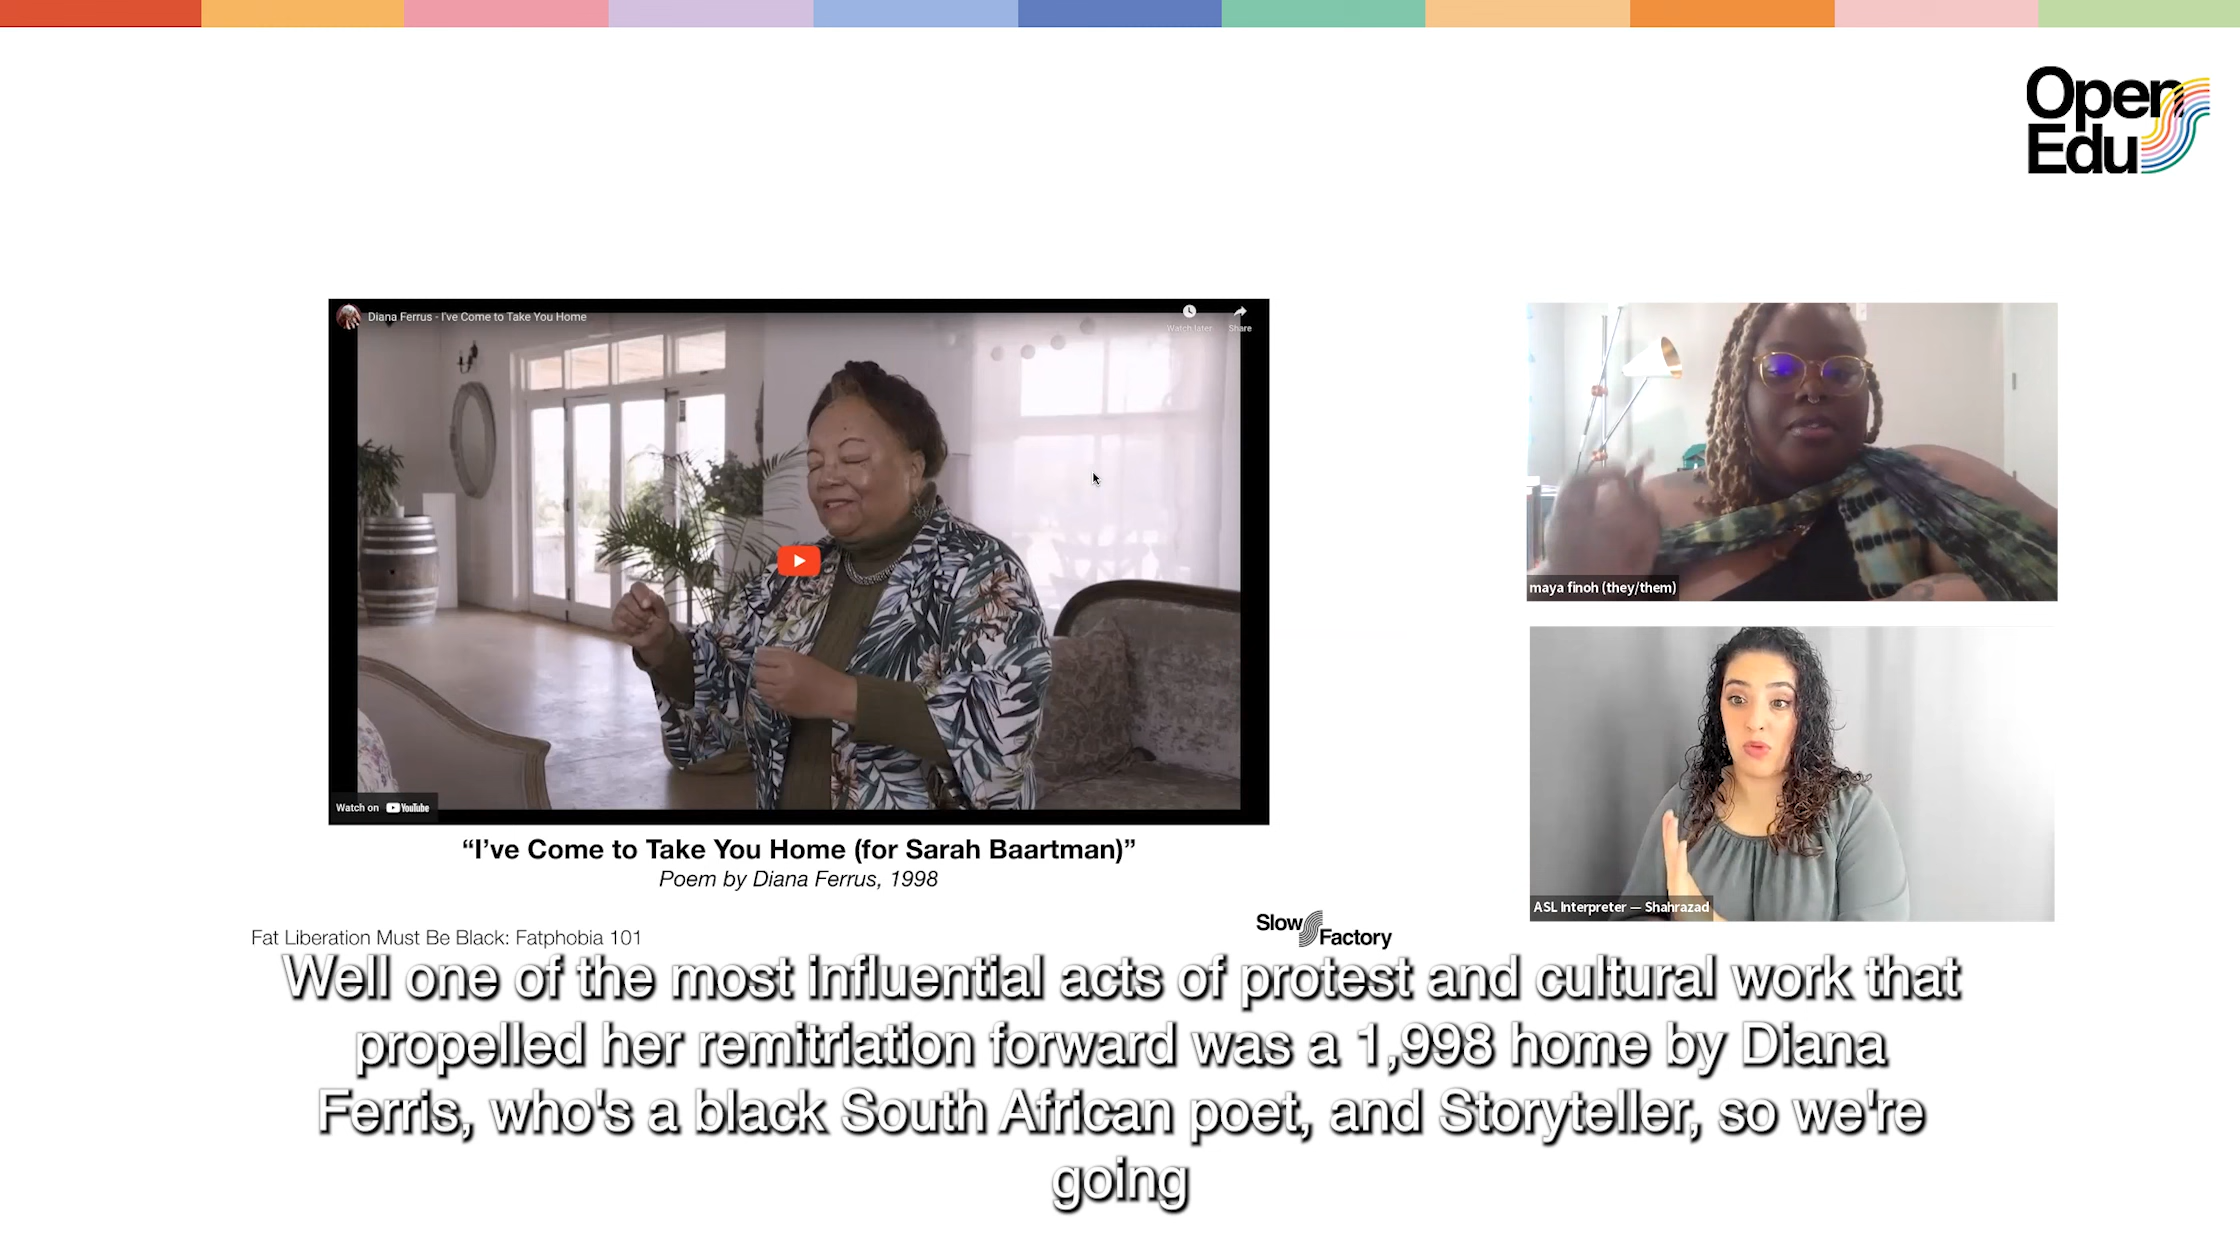 Open
Edu
Diana Ferrus - I've Come to Take You Home
Watch later
Share
maya finoh (they/them)
Watch on YouTube
“I’ve Come to Take You Home (for Sarah Baartman)”
Poem by Diana Ferrus, 1998
ASL Interpreter — Shahrazad
Fat Liberation Must Be Black: Fatphobia 101
Slow
Factory
Well one of the most influential acts of protest and cultural work that
propelled her remitriation forward was a 1,998 home by Diana
Ferris, who's a black South African poet, and Storyteller, so we're
going